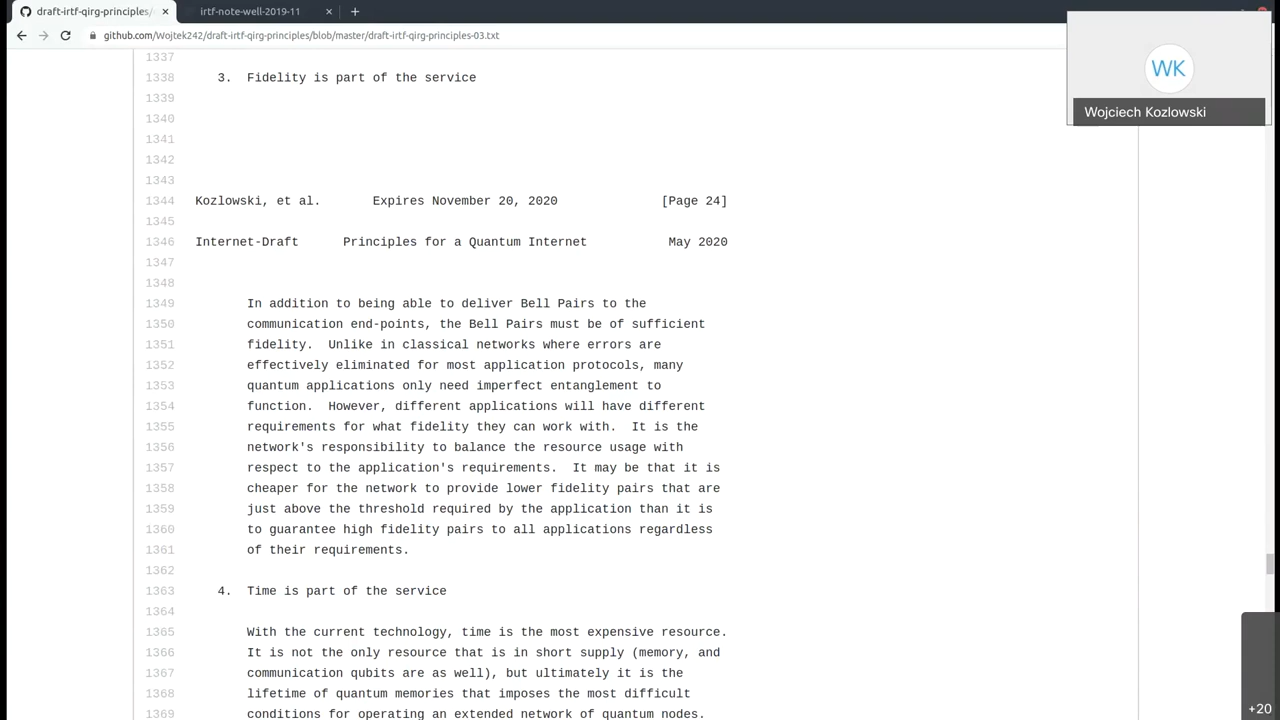 draft-irtf-qirg-principles/ × irtf-note-well-2019-11 × +
github.com/Wojtek242/draft-irtf-qirg-principles/blob/master/draft-irtf-qirg-principles-03.txt
WK
Wojciech Kozlowski
1337
1338 3. Fidelity is part of the service
1339
1340
1341
1342
1343
1344 Kozlowski, et al. Expires November 20, 2020 [Page 24]
1345
1346 Internet-Draft Principles for a Quantum Internet May 2020
1347
1348
1349 In addition to being able to deliver Bell Pairs to the
1350 communication end-points, the Bell Pairs must be of sufficient
1351 fidelity. Unlike in classical networks where errors are
1352 effectively eliminated for most application protocols, many
1353 quantum applications only need imperfect entanglement to
1354 function. However, different applications will have different
1355 requirements for what fidelity they can work with. It is the
1356 network's responsibility to balance the resource usage with
1357 respect to the application's requirements. It may be that it is
1358 cheaper for the network to provide lower fidelity pairs that are
1359 just above the threshold required by the application than it is
1360 to guarantee high fidelity pairs to all applications regardless
1361 of their requirements.
1362
1363 4. Time is part of the service
1364
1365 With the current technology, time is the most expensive resource.
1366 It is not the only resource that is in short supply (memory, and
1367 communication qubits are as well), but ultimately it is the
1368 lifetime of quantum memories that imposes the most difficult
1369 conditions for operating an extended network of quantum nodes.
+20